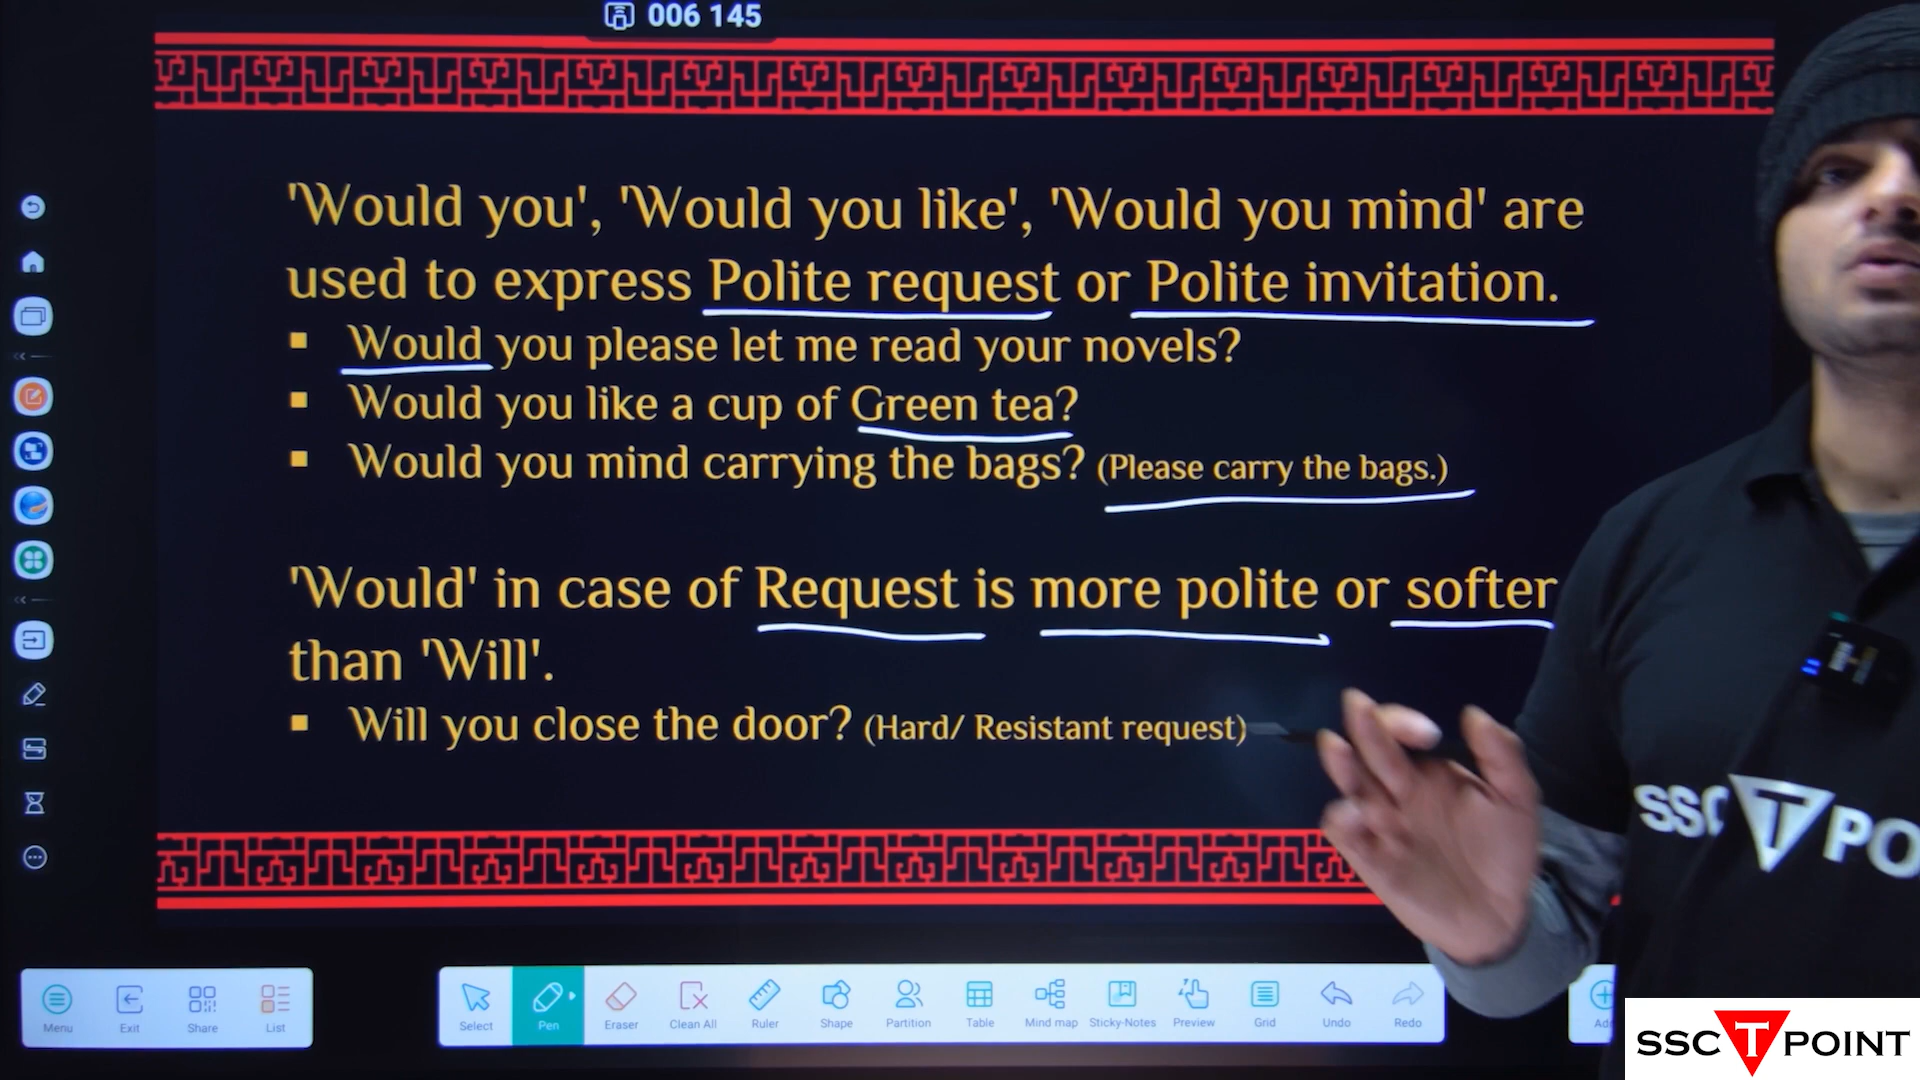 006 145
'Would you', 'Would you like', 'Would you mind' are
used to express Polite request or Polite invitation.
▪ Would you please let me read your novels?
▪ Would you like a cup of Green tea?
▪ Would you mind carrying the bags? (Please carry the bags.)
'Would' in case of Request is more polite or softer
than 'Will'.
▪ Will you close the door? (Hard/ Resistant request)
SSC T PO
Menu Exit Share List
Select Pen Eraser Clean All Ruler Shape Partition Table Mind map Sticky-Notes Preview Grid Undo Redo
SSC T POINT